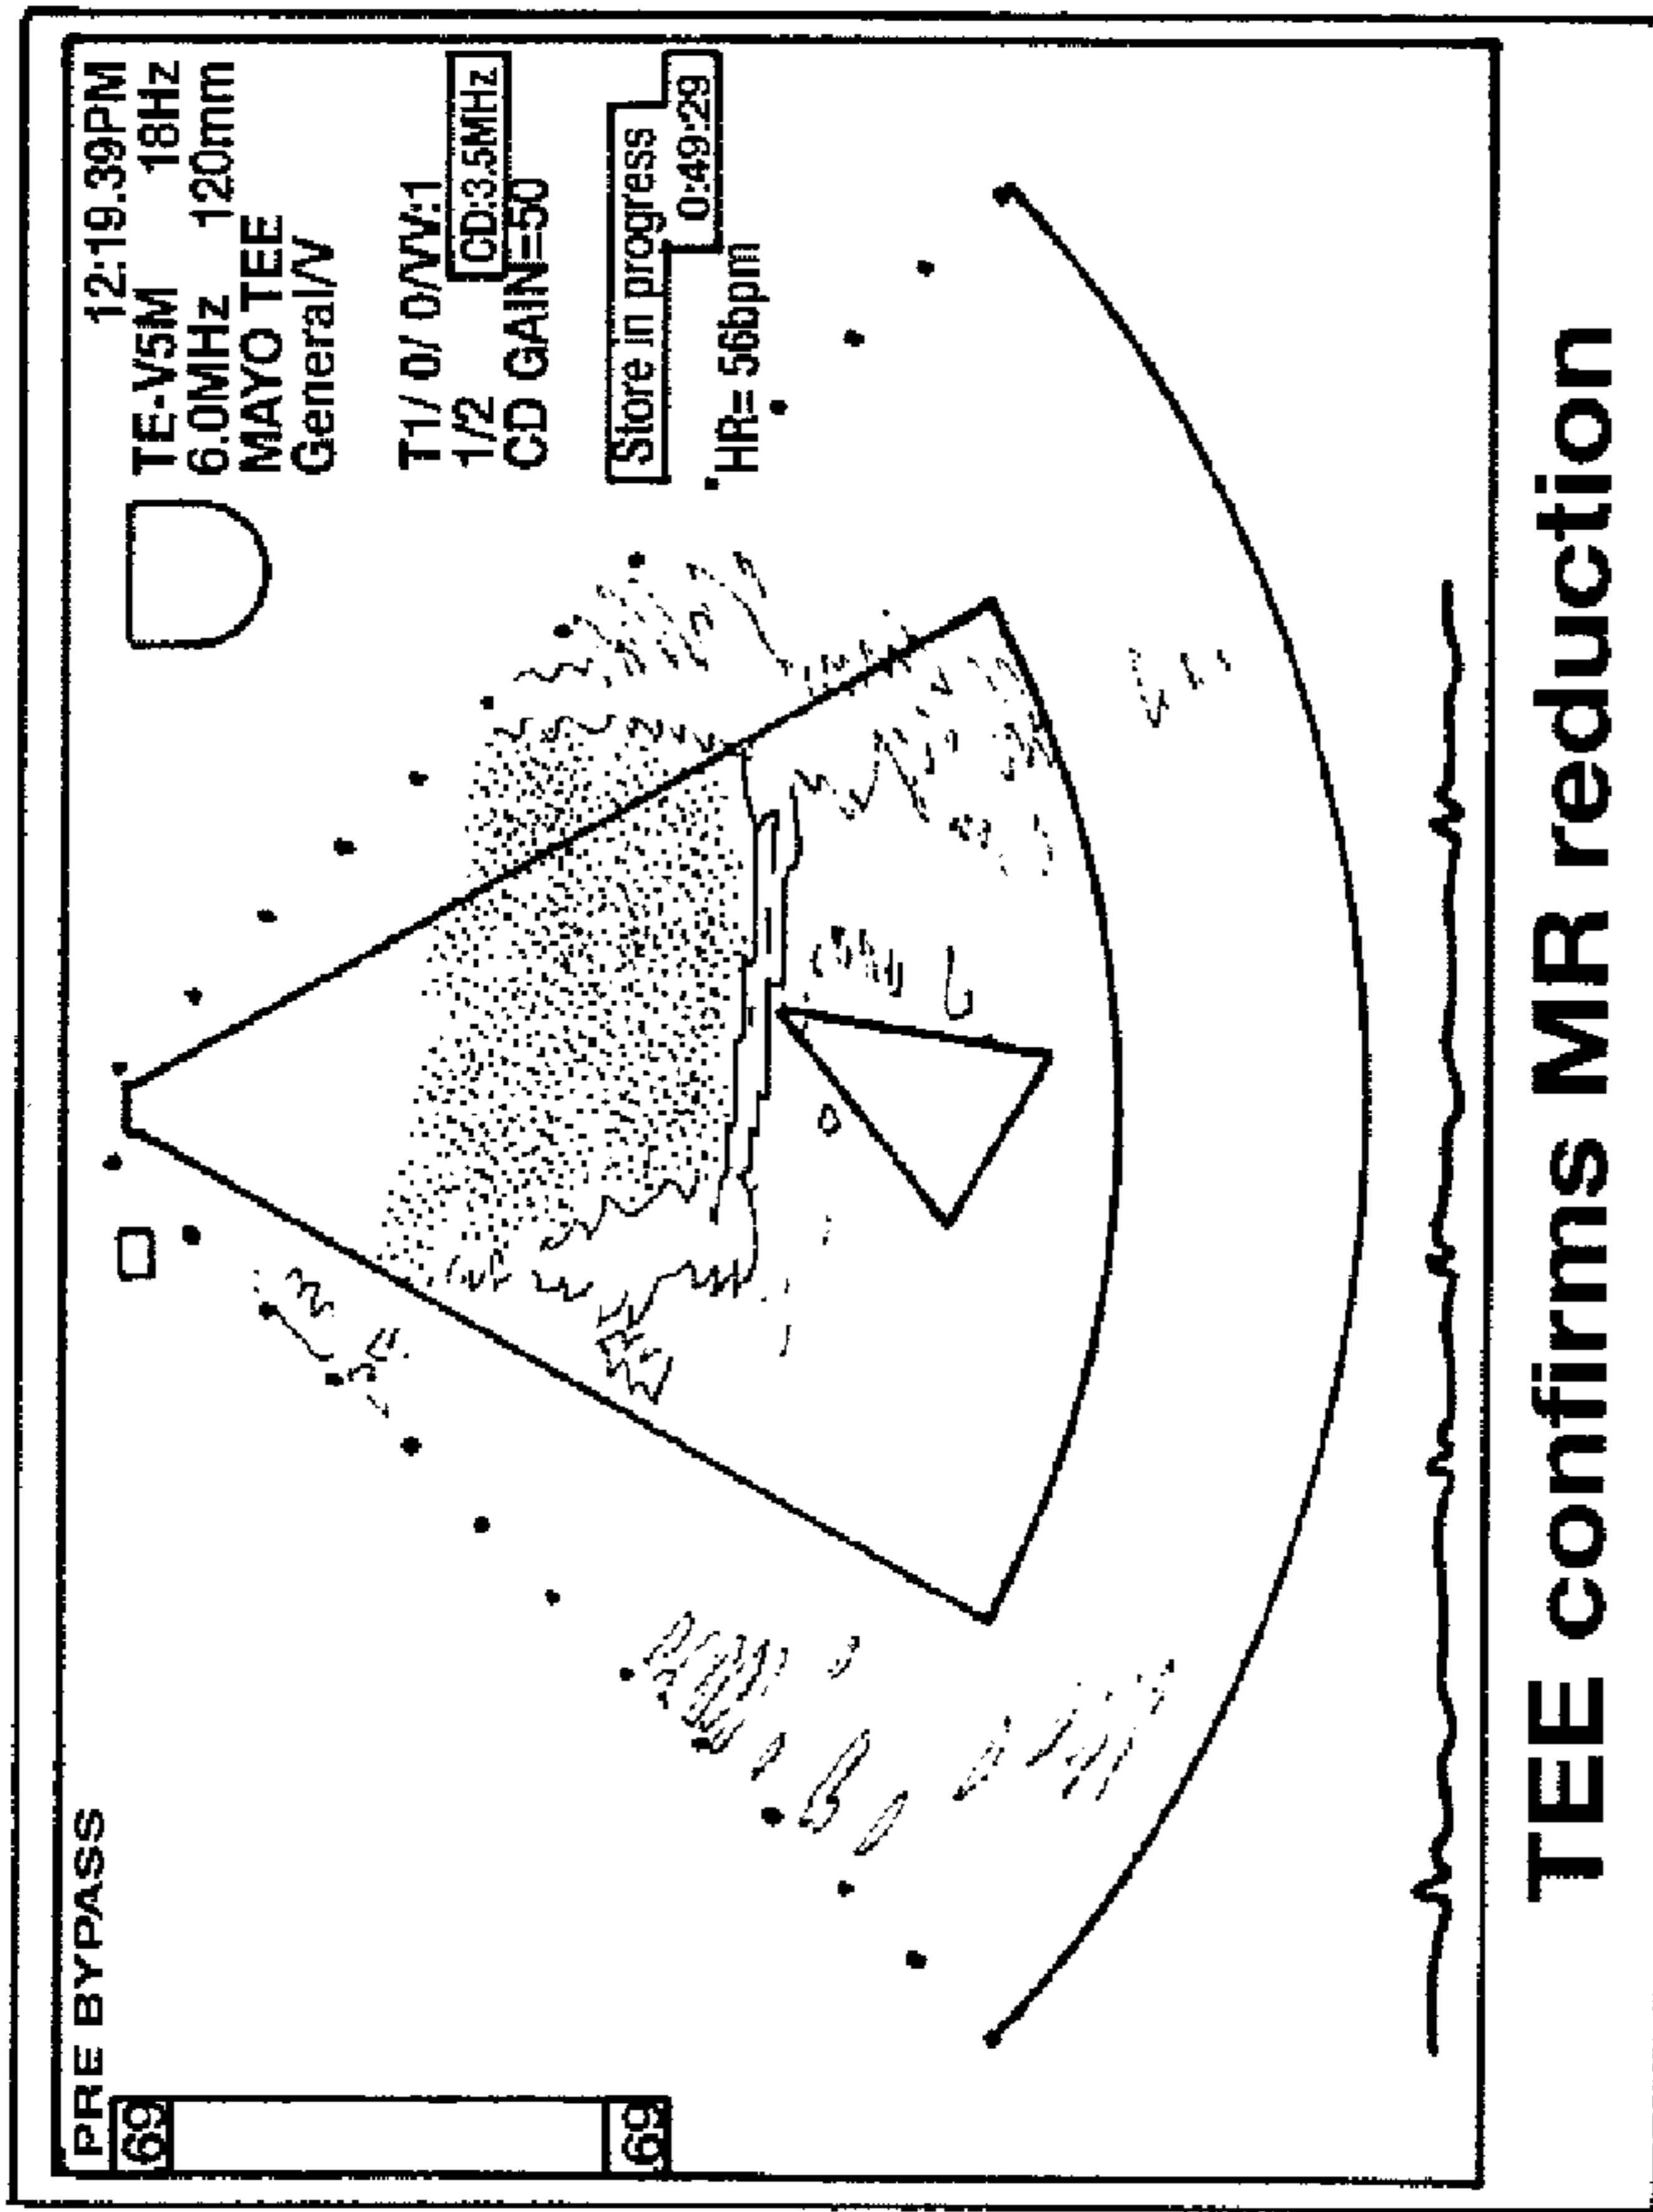 PRE BYPASS
69
69
12:19.39PM
TE-V5M 18Hz
6.0MHz 120mm
MAYO TEE
General/V
T1/ 0/ 0/VV:1
1/2 CD:3.5MHz
CD GAIN=50
Store in progress
0:49:29
HR= 56bpm
TEE confirms MR reduction